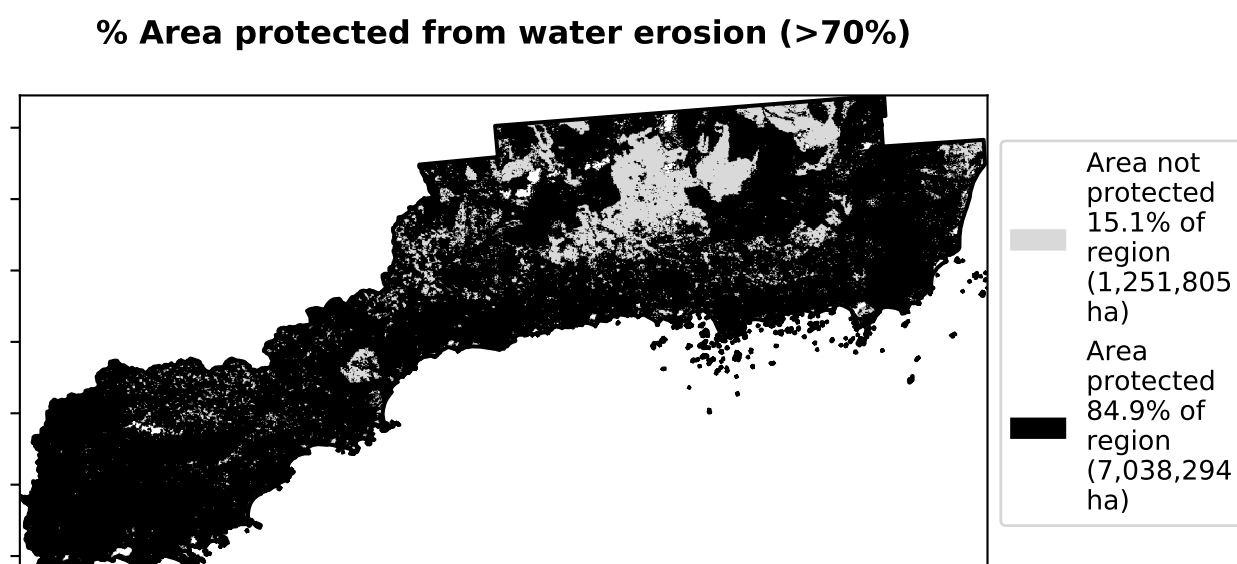 % Area protected from water erosion (>70%)
Area not
protected
15.1% of
region
(1,251,805
ha)
Area
protected
84.9% of
region
(7,038,294
ha)